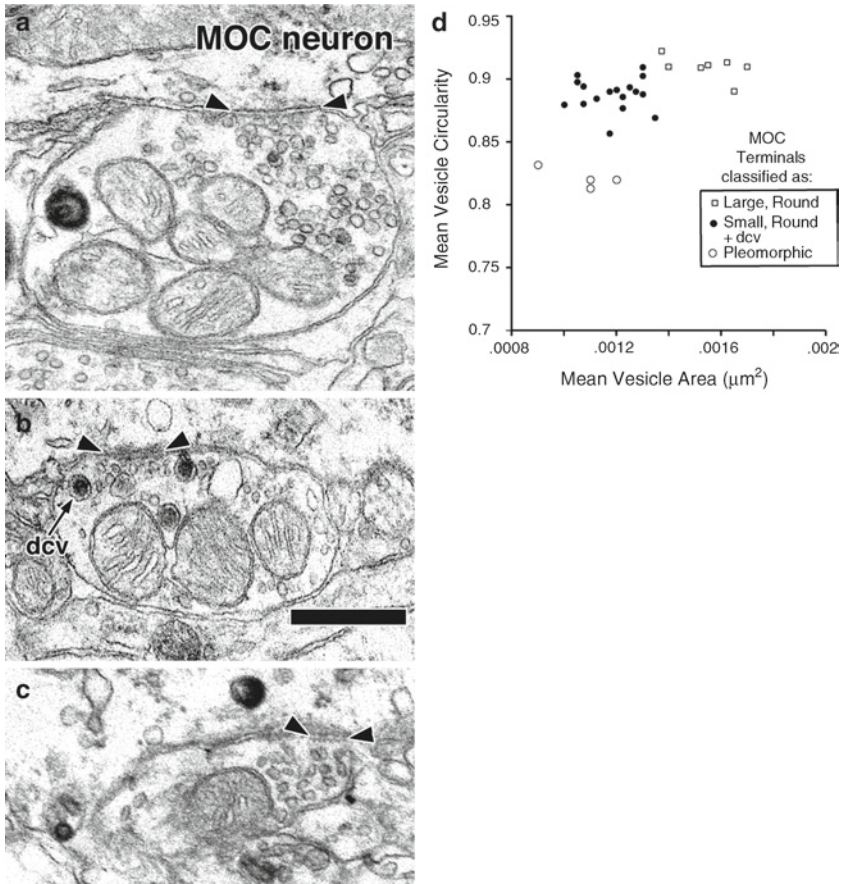 a
MOC neuron
b
dcv
c
d
Mean Vesicle Circularity
0.95
0.9
0.85
0.8
0.75
0.7
.0008
.0012
.0016
.002
Mean Vesicle Area (μm²)
MOC
Terminals
classified as:
Large, Round
Small, Round
+ dcv
Pleomorphic